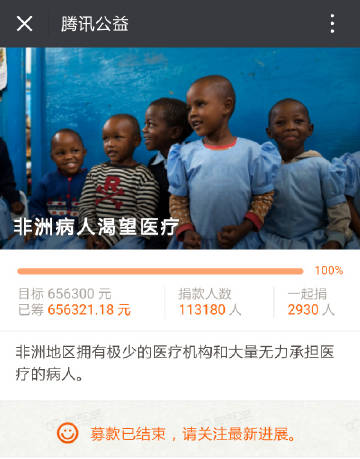 腾讯公益
非洲病人渴望医疗
100%
目标 656300 元
已筹 656321.18 元
捐款人数
113180 人
一起捐
2930 人
非洲地区拥有极少的医疗机构和大量无力承担医
疗的病人。
募款已结束，请关注最新进展。